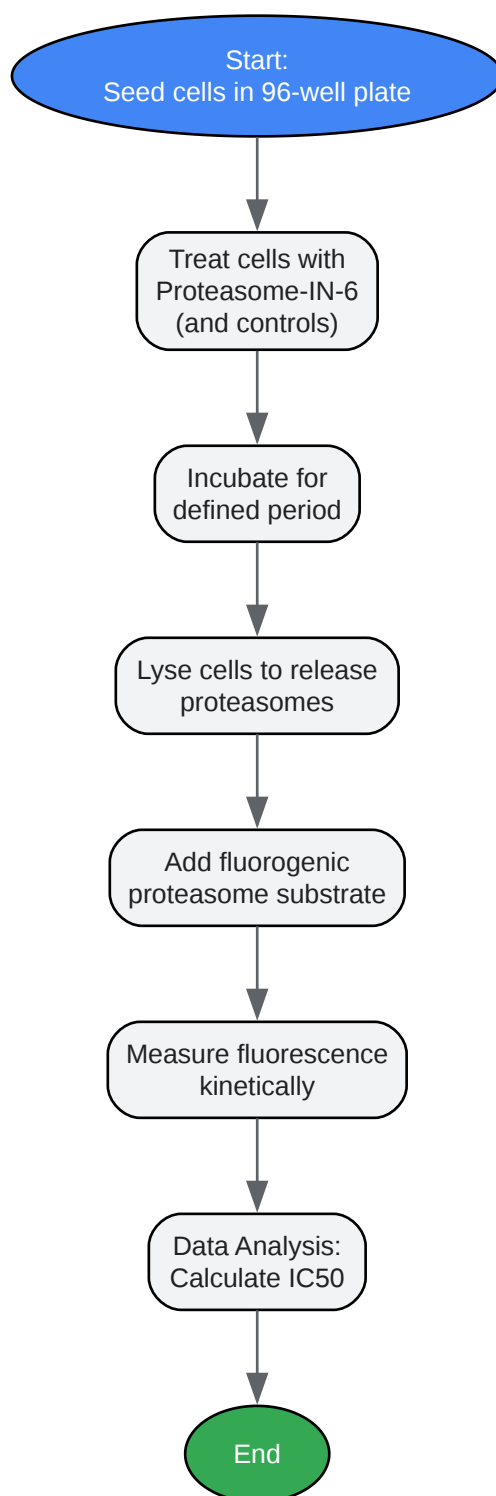 Start:
Seed cells in 96-well plate
Treat cells with
Proteasome-IN-6
(and controls)
Incubate for
defined period
Lyse cells to release
proteasomes
Add fluorogenic
proteasome substrate
Measure fluorescence
kinetically
Data Analysis:
Calculate IC50
End